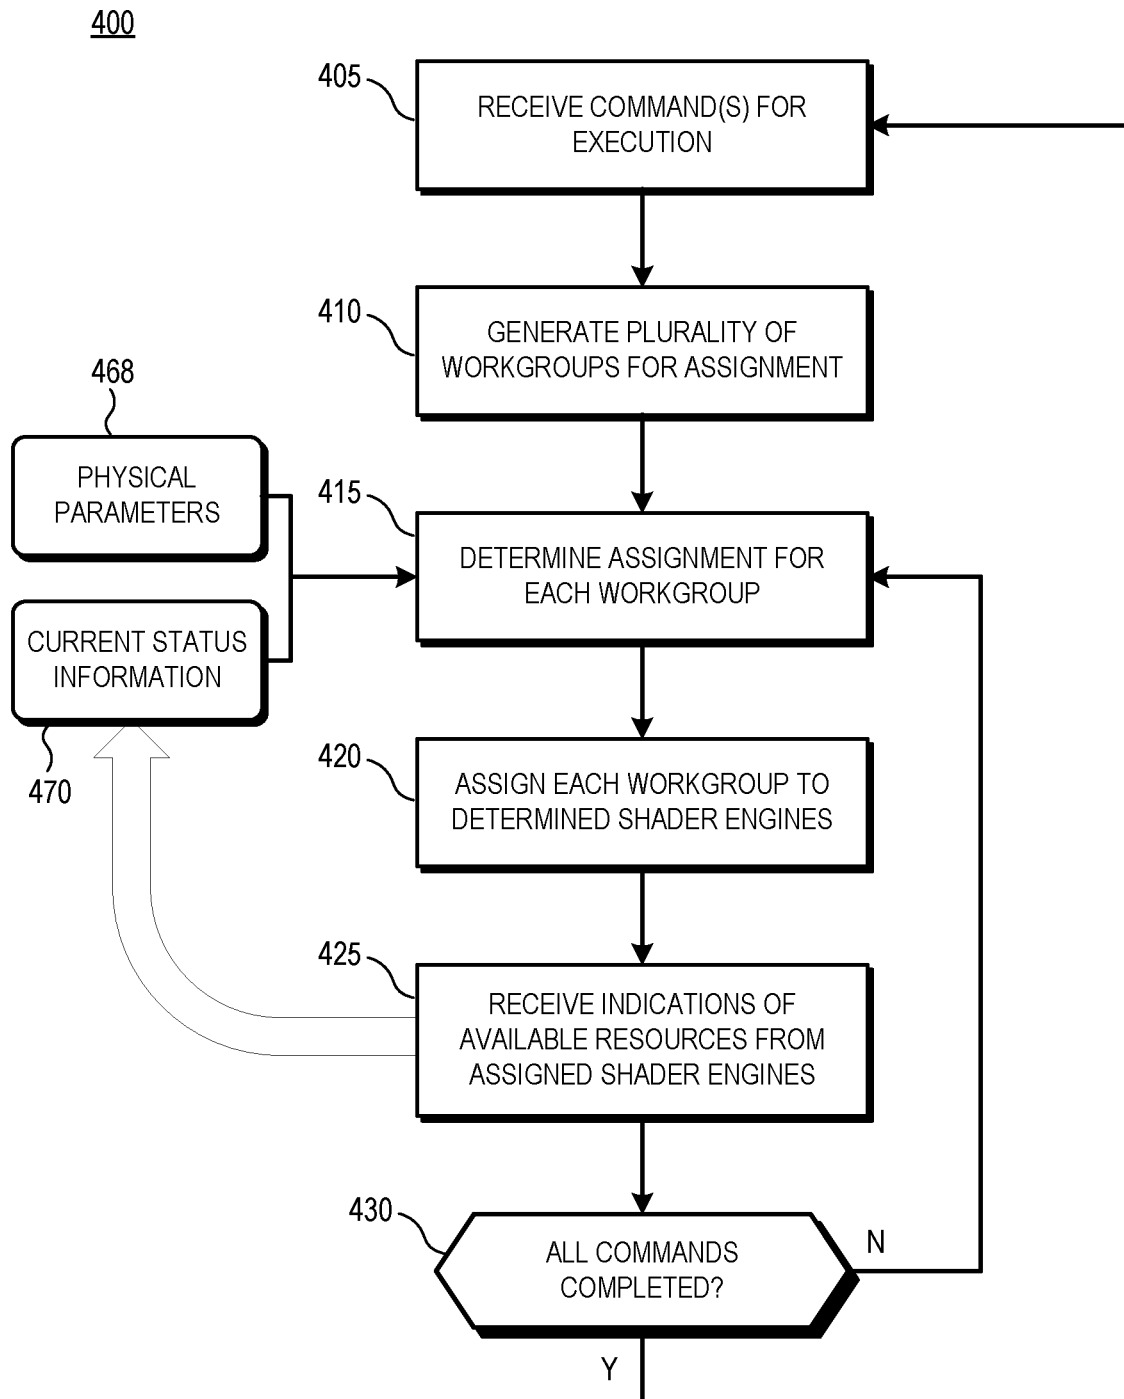 400
405
RECEIVE COMMAND(S) FOR
EXECUTION
410
GENERATE PLURALITY OF
WORKGROUPS FOR ASSIGNMENT
468
PHYSICAL
PARAMETERS
415
DETERMINE ASSIGNMENT FOR
EACH WORKGROUP
CURRENT STATUS
INFORMATION
470
420
ASSIGN EACH WORKGROUP TO
DETERMINED SHADER ENGINES
425
RECEIVE INDICATIONS OF
AVAILABLE RESOURCES FROM
ASSIGNED SHADER ENGINES
430
ALL COMMANDS
COMPLETED?
N
Y